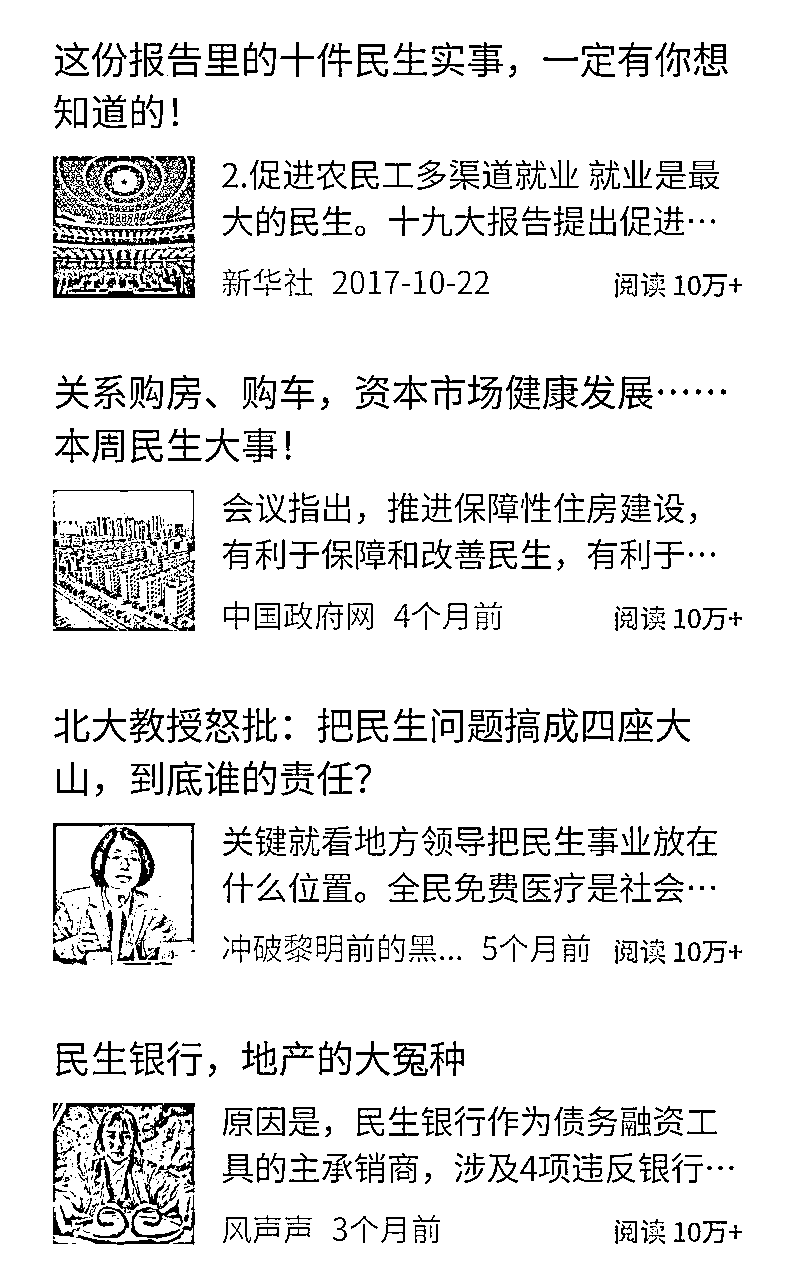 这份报告里的十件民生实事，一定有你想
知道的！
2.促进农民工多渠道就业 就业是最
大的民生。十九大报告提出促进…
新华社 2017-10-22 阅读 10万+
关系购房、购车，资本市场健康发展……
本周民生大事！
会议指出，推进保障性住房建设，
有利于保障和改善民生，有利于…
中国政府网 4个月前 阅读 10万+
北大教授怒批：把民生问题搞成四座大
山，到底谁的责任？
关键就看地方领导把民生事业放在
什么位置。全民免费医疗是社会…
冲破黎明前的黑... 5个月前 阅读 10万+
民生银行，地产的大冤种
原因是，民生银行作为债务融资工
具的主承销商，涉及4项违反银行…
风声声 3个月前 阅读 10万+